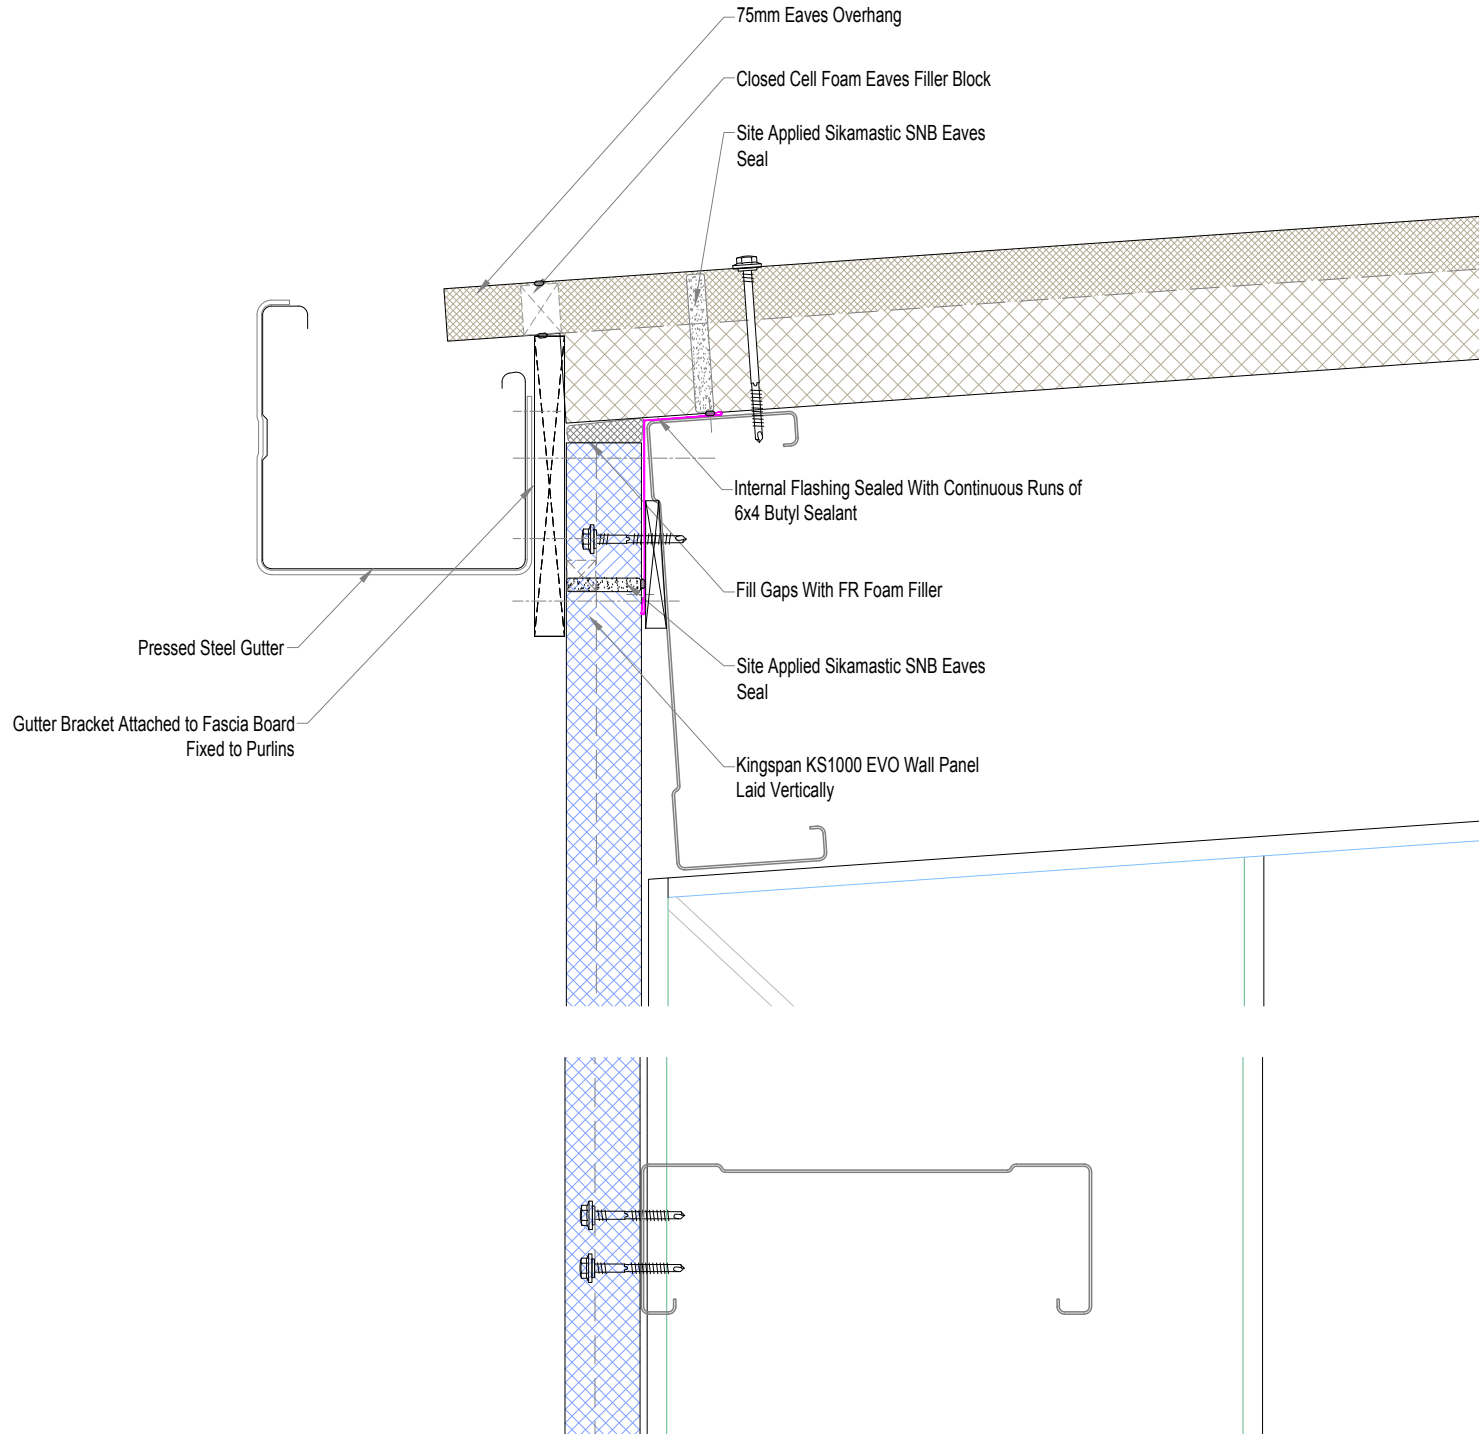 75mm Eaves Overhang
Closed Cell Foam Eaves Filler Block
Site Applied Sikamastic SNB Eaves
Seal
Internal Flashing Sealed With Continuous Runs of
6x4 Butyl Sealant
Fill Gaps With FR Foam Filler
Pressed Steel Gutter
Site Applied Sikamastic SNB Eaves
Seal
Gutter Bracket Attached to Fascia Board
Fixed to Purlins
Kingspan KS1000 EVO Wall Panel
Laid Vertically